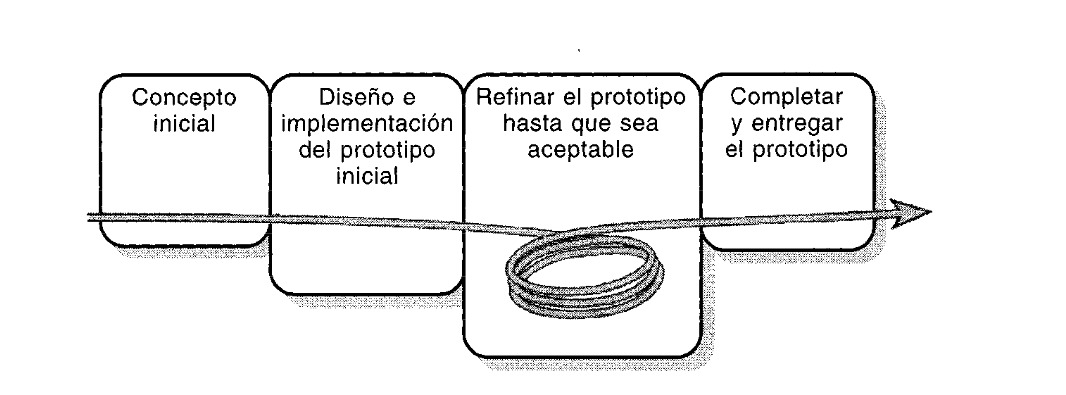 Concepto
inicial
Diseño e
implementación
del prototipo
inicial
Refinar el prototipo
hasta que sea
aceptable
Completar
y entregar
el prototipo